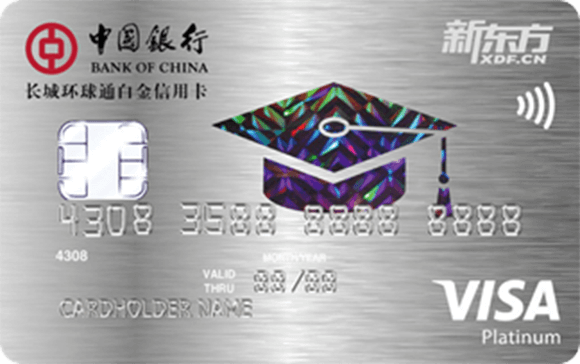 中国银行
BANK OF CHINA
长城环球通白金信用卡
新东方
XDF.CN
4308 3588 8888 8888
4308
MONTH/YEAR
VALID THRU 88/88
CARDHOLDER NAME
VISA
Platinum